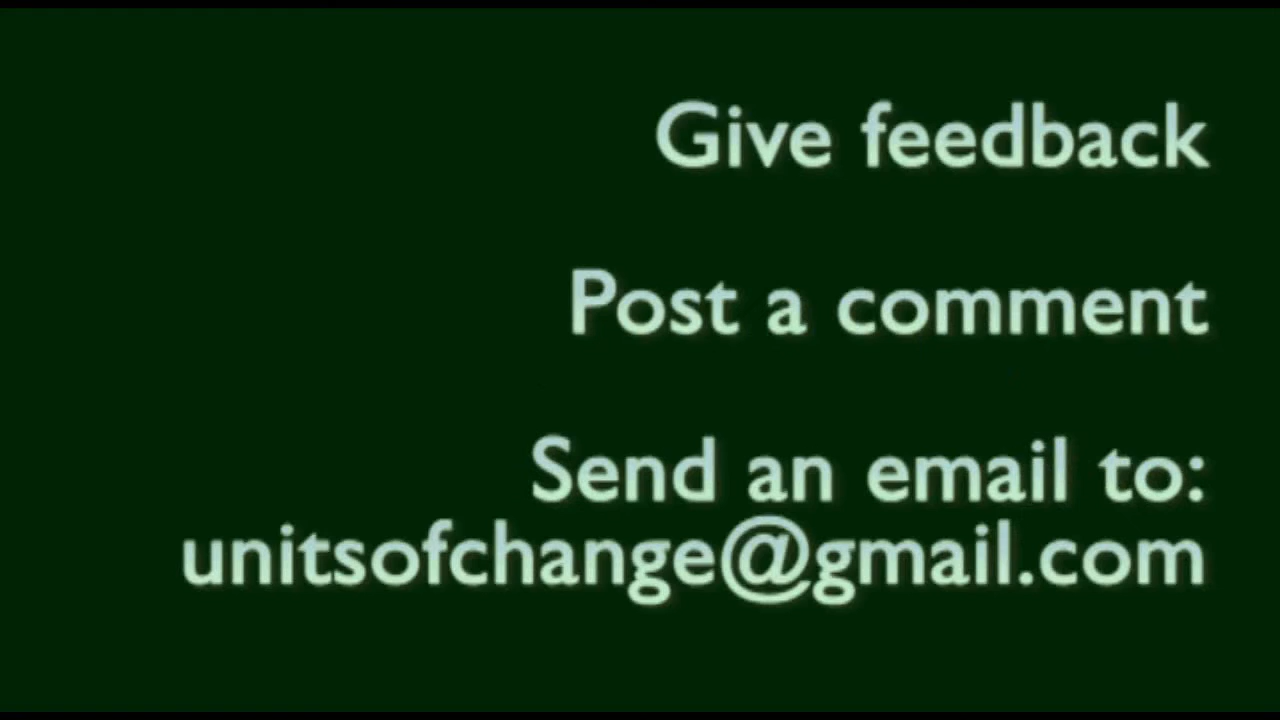 Give feedback
Post a comment
Send an email to:
unitsofchange@gmail.com